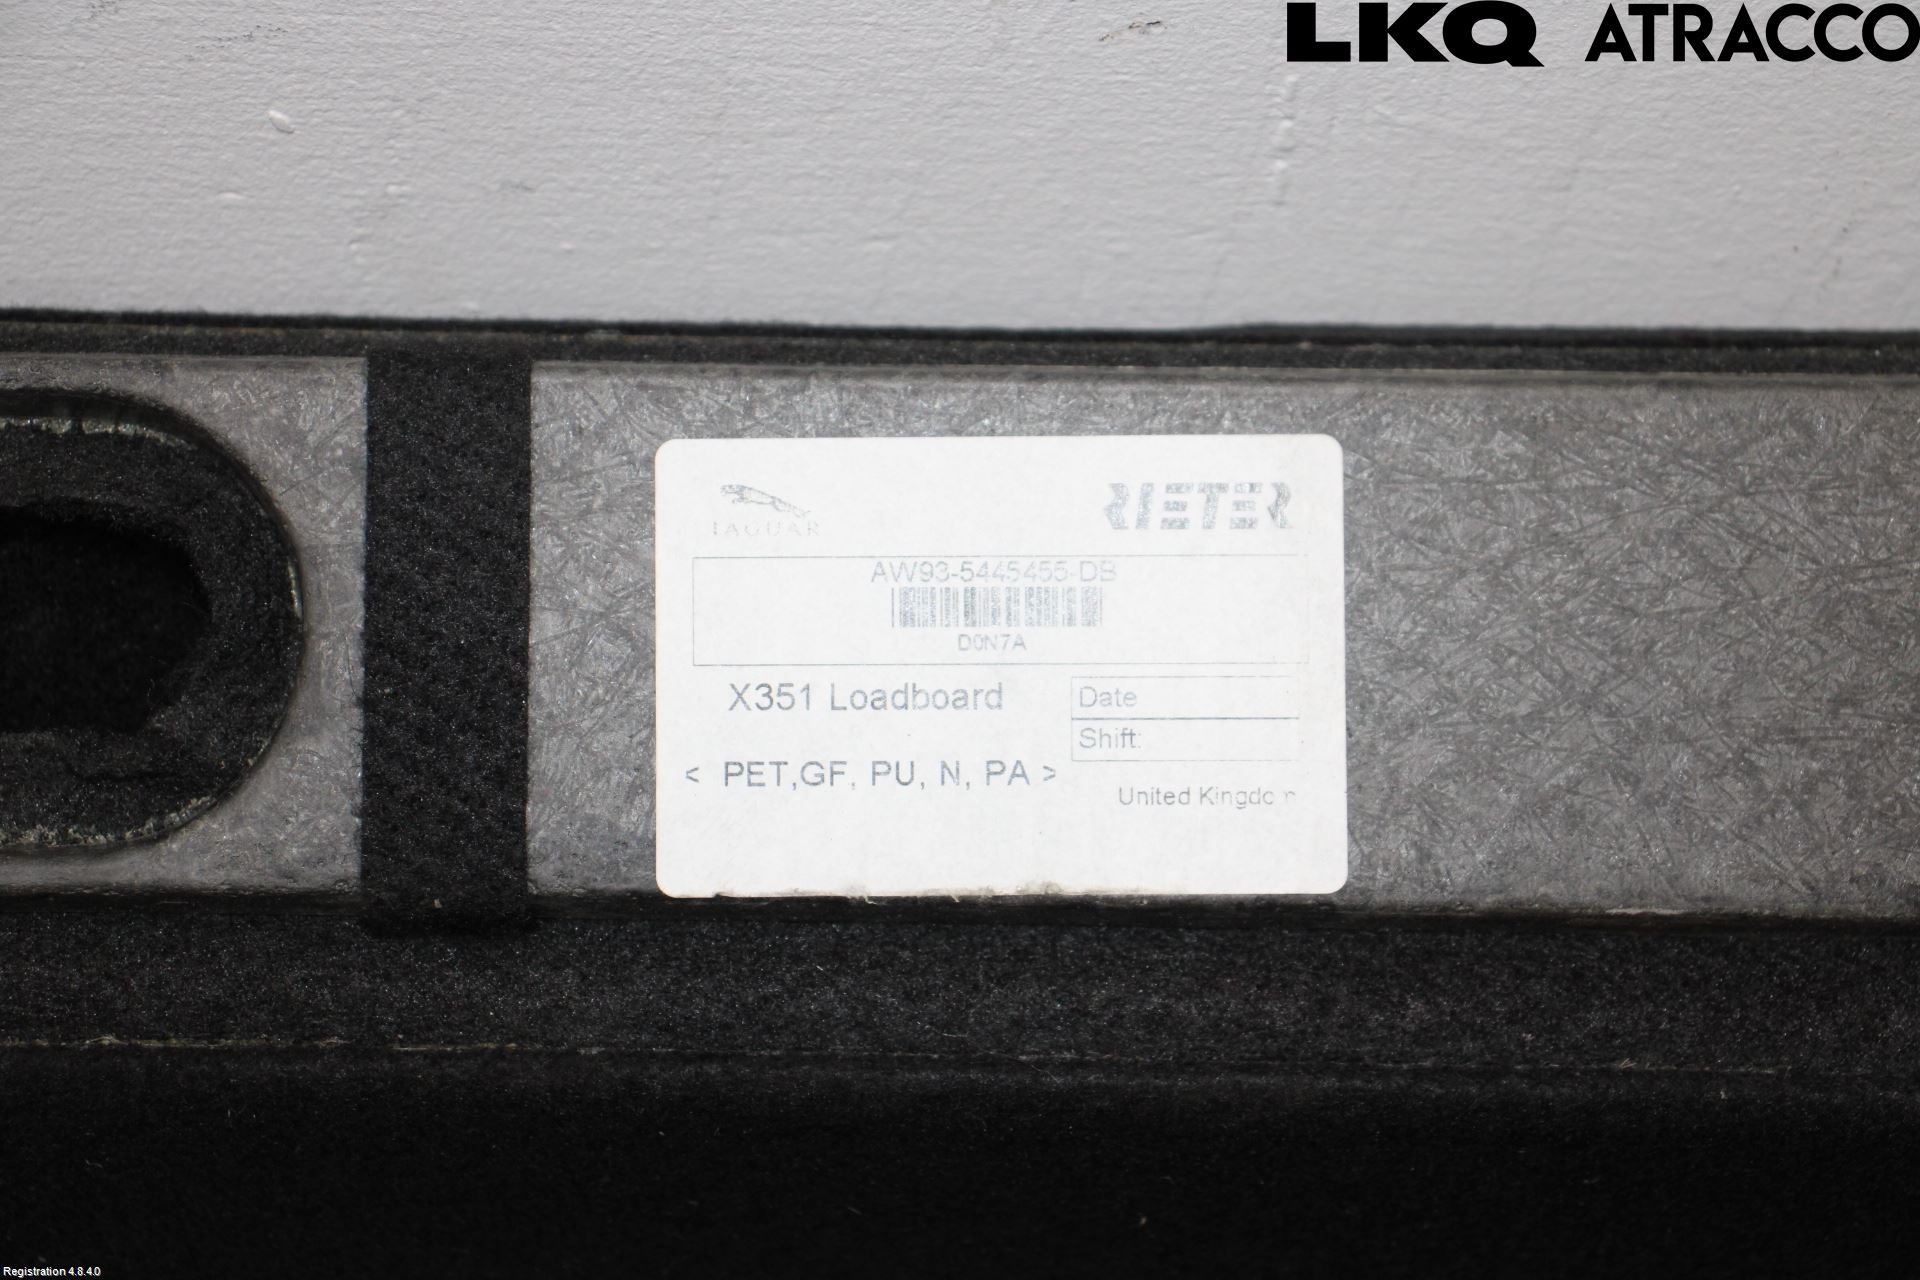 LKQ ATRACCO
JAGUAR
RIETER
AW93-5445455-DB
D0N7A
X351 Loadboard
Date
Shift:
< PET,GF, PU, N, PA >
United Kingdom
Registration 4.8.4.0